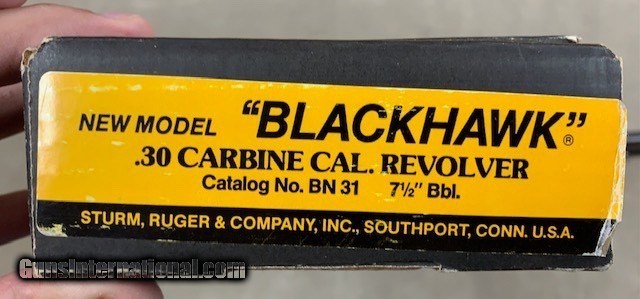 NEW MODEL "BLACKHAWK"®
.30 CARBINE CAL. REVOLVER
Catalog No. BN 31 7½" Bbl.
STURM, RUGER & COMPANY, INC., SOUTHPORT, CONN. U.S.A.
GunsInternational.com